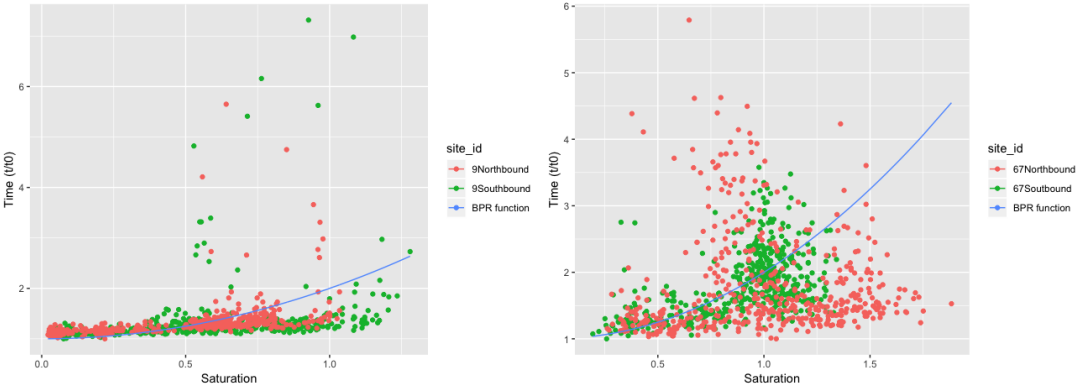 6
4
2
Time (t/t0)
0.0
0.5
1.0
Saturation
site_id
9Northbound
9Southbound
BPR function
6
5
4
3
2
1
Time (t/t0)
0.5
1.0
1.5
Saturation
site_id
67Northbound
67Soutbound
BPR function